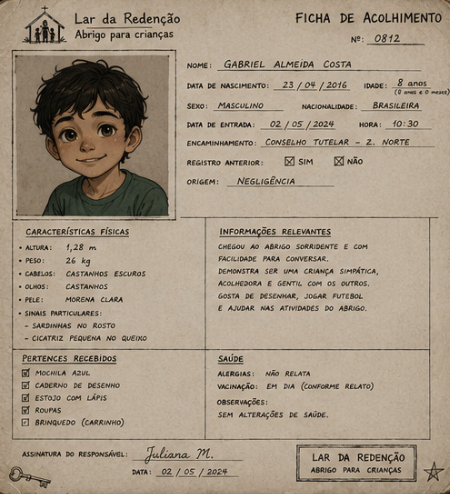 Lar da Redenção
Abrigo para crianças
FICHA DE ACOLHIMENTO
Nº: 0812
NOME: GABRIEL ALMEIDA COSTA
DATA DE NASCIMENTO: 23 / 04 / 2016 IDADE: 8 anos
(8 anos e 0 meses)
SEXO: MASCULINO NACIONALIDADE: BRASILEIRA
DATA DE ENTRADA: 02 / 05 / 2024 HORA: 10:30
ENCAMINHAMENTO: CONSELHO TUTELAR - Z. NORTE
REGISTRO ANTERIOR: ☒ SIM ☒ NÃO
ORIGEM: NEGLIGÊNCIA
CARACTERÍSTICAS FÍSICAS
• ALTURA: 1,28 m
• PESO: 26 kg
• CABELOS: CASTANHOS ESCUROS
• OLHOS: CASTANHOS
• PELE: MORENA CLARA
• SINAIS PARTICULARES:
- SARDINHAS NO ROSTO
- CICATRIZ PEQUENA NO QUEIXO
INFORMAÇÕES RELEVANTES
CHEGOU AO ABRIGO SORRIDENTE E COM
FACILIDADE PARA CONVERSAR.
DEMONSTRA SER UMA CRIANÇA SIMPÁTICA,
ACOLHEDORA E GENTIL COM OS OUTROS.
GOSTA DE DESENHAR, JOGAR FUTEBOL
E AJUDAR NAS ATIVIDADES DO ABRIGO.
PERTENCES RECEBIDOS
☑ MOCHILA AZUL
☑ CADERNO DE DESENHO
☑ ESTOJO COM LÁPIS
☑ ROUPAS
☑ BRINQUEDO (CARRINHO)
SAÚDE
ALERGIAS: NÃO RELATA
VACINAÇÃO: EM DIA (CONFORME RELATO)
OBSERVAÇÕES:
SEM ALTERAÇÕES DE SAÚDE.
ASSINATURA DO RESPONSÁVEL: Juliana M.
DATA: 02 / 05 / 2024
LAR DA REDENÇÃO
ABRIGO PARA CRIANÇAS